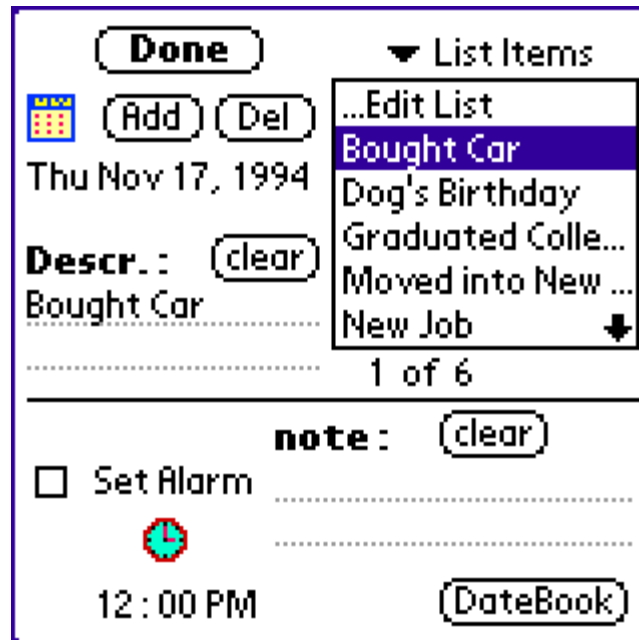 Done
List Items
Add
Del
Thu Nov 17, 1994
...Edit List
Bought Car
Dog's Birthday
Graduated Colle...
Moved into New ...
New Job
Descr.:
clear
Bought Car
1 of 6
note:
clear
Set Alarm
12:00 PM
DateBook